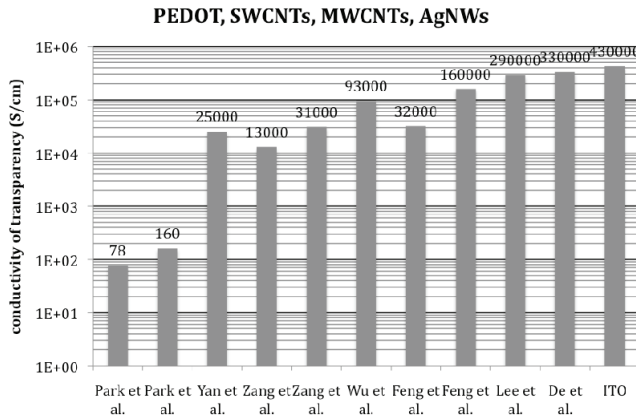 PEDOT, SWCNTs, MWCNTs, AgNWs
conductivity of transparency (S/cm)
1E+06
1E+05
1E+04
1E+03
1E+02
1E+01
1E+00
78
160
25000
13000
31000
93000
32000
160000
290000
330000
430000
Park et al.
Park et al.
Yan et al.
Zang et al.
Zang et al.
Wu et al.
Feng et al.
Feng et al.
Lee et al.
De et al.
ITO